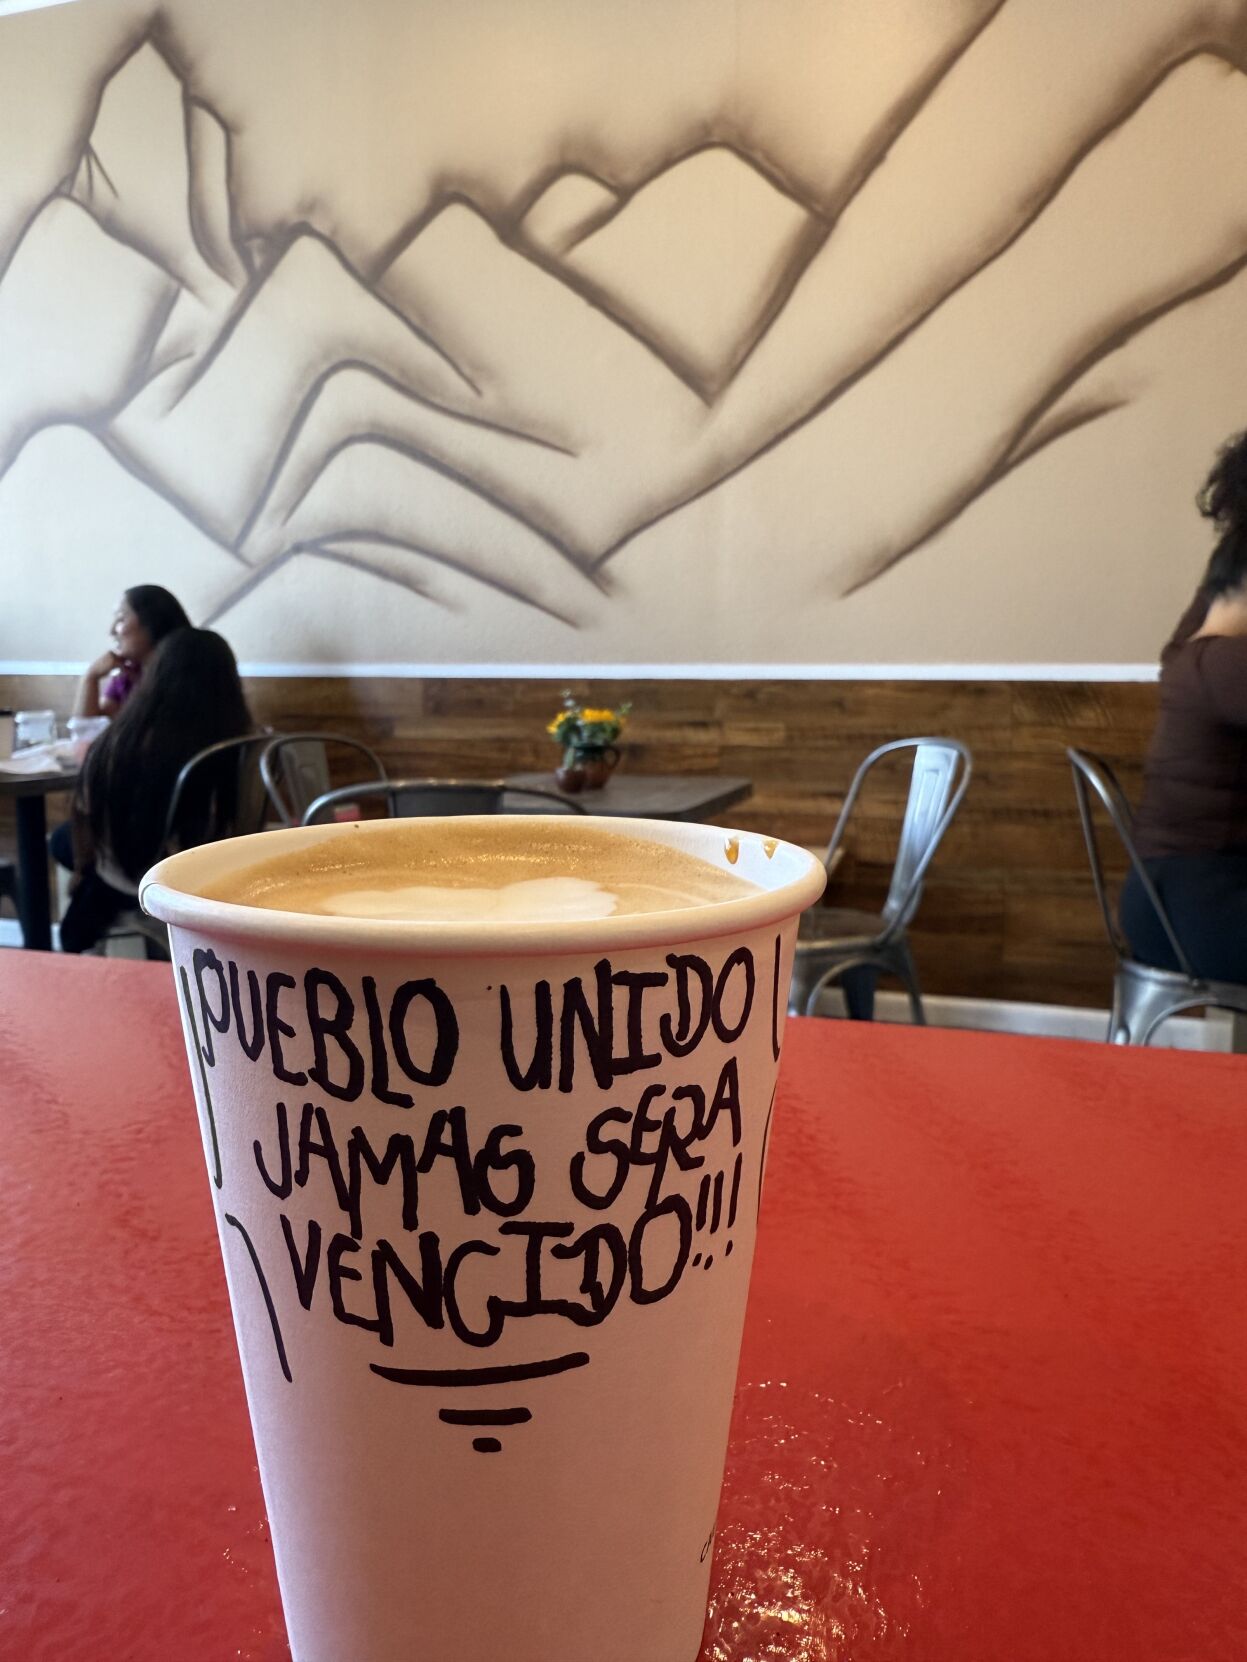 PUEBLO UNIDO
JAMAS SERA
VENCIDO!!!